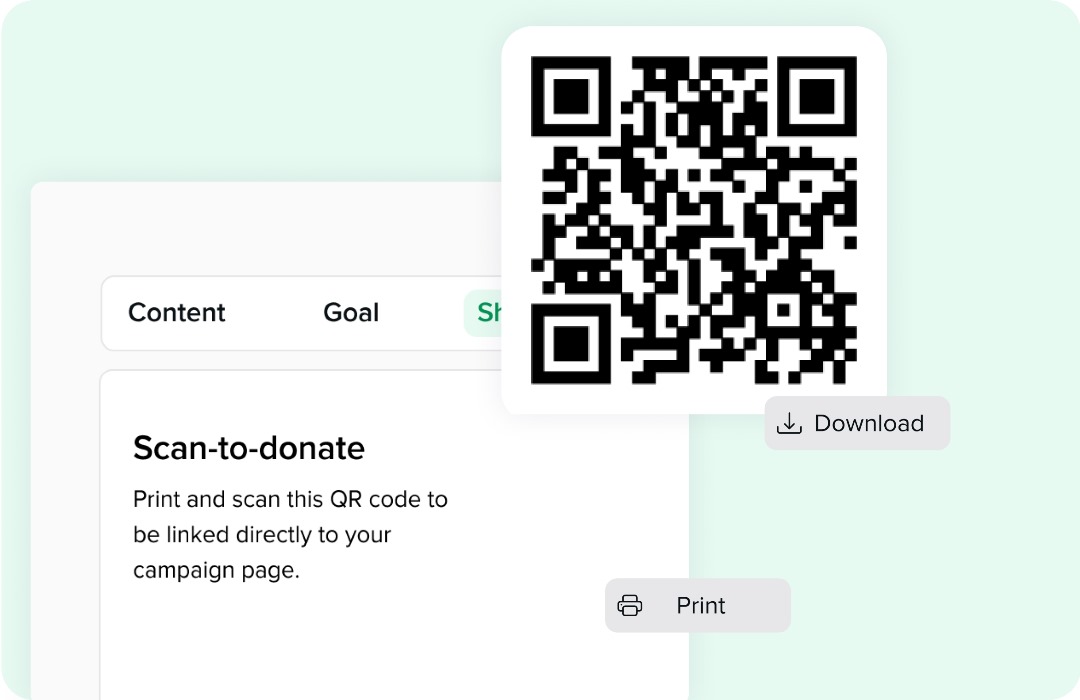 Content
Goal
Sh
Scan-to-donate
Print and scan this QR code to
be linked directly to your
campaign page.
Download
Print